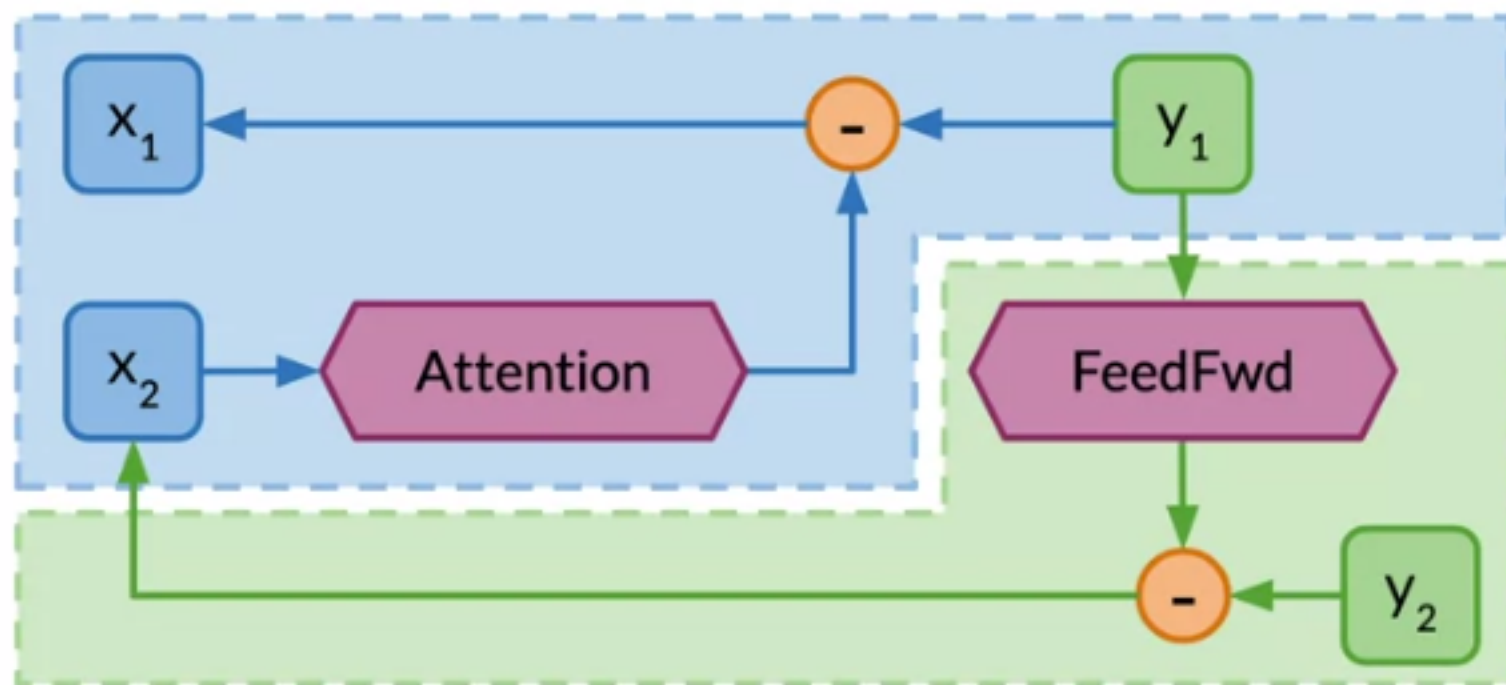 x₁
-
y₁
x₂
Attention
FeedFwd
-
y₂